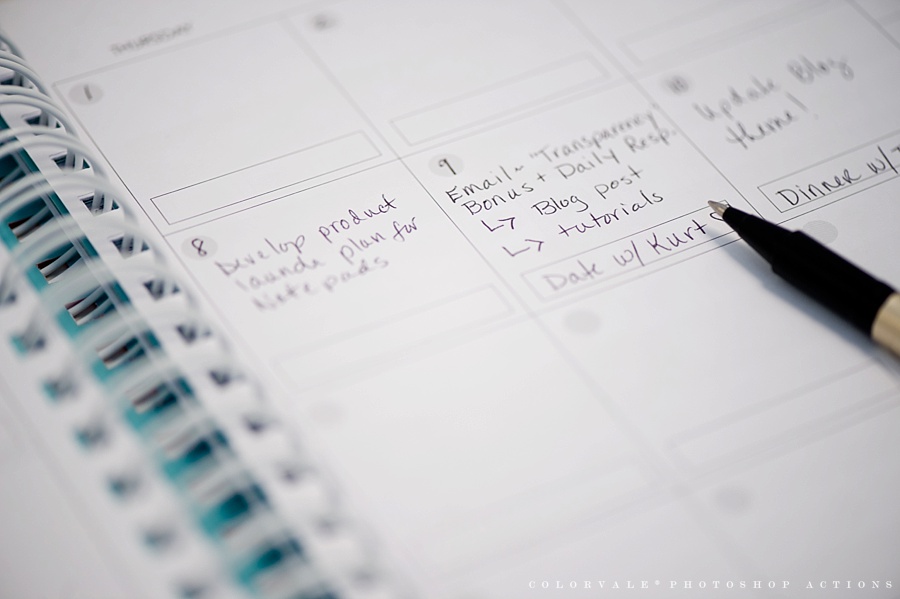 THURSDAY
1
8
Develop product
launch plan for
Notepads
9
Email~ "Transparency"
Bonus + Daily Resp.
↳ Blog post
↳ tutorials
Date w/ Kurt ♡
10
Update Blog
theme!
Dinner w/
COLORVALE® PHOTOSHOP ACTIONS